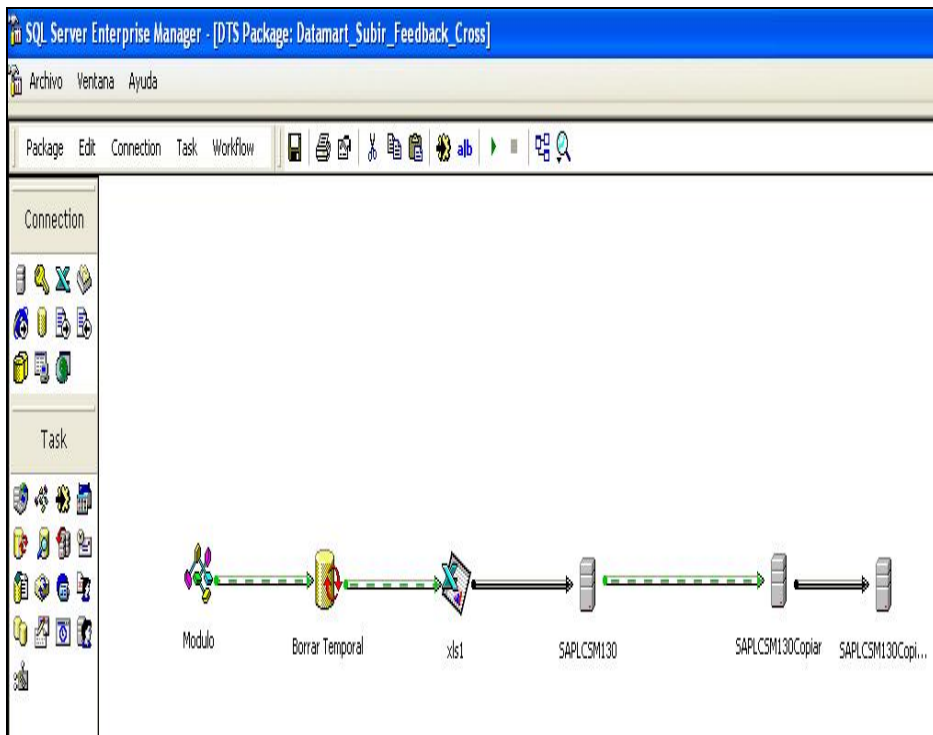 SQL Server Enterprise Manager - [DTS Package: Datamart_Subir_Feedback_Cross]
Archivo Ventana Ayuda
Package Edit Connection Task Workflow a|b
Connection
Task
Modulo Borrar Temporal xls1 SAPLCSM130 SAPLCSM130Copiar SAPLCSM130Copi...